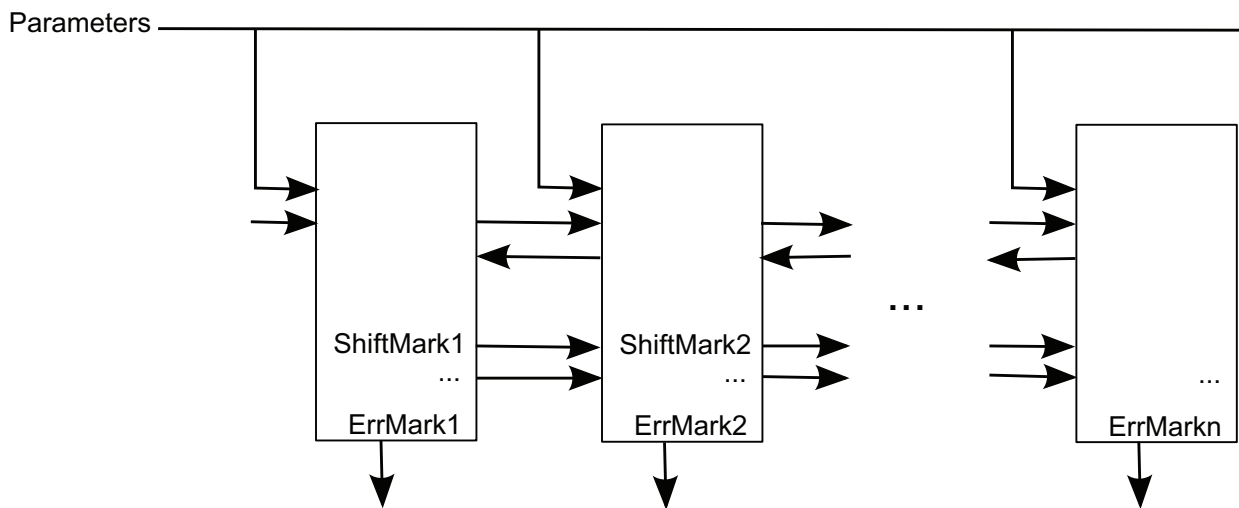 Parameters
...
ShiftMark1
ShiftMark2
...
...
...
ErrMark1
ErrMark2
ErrMarkn